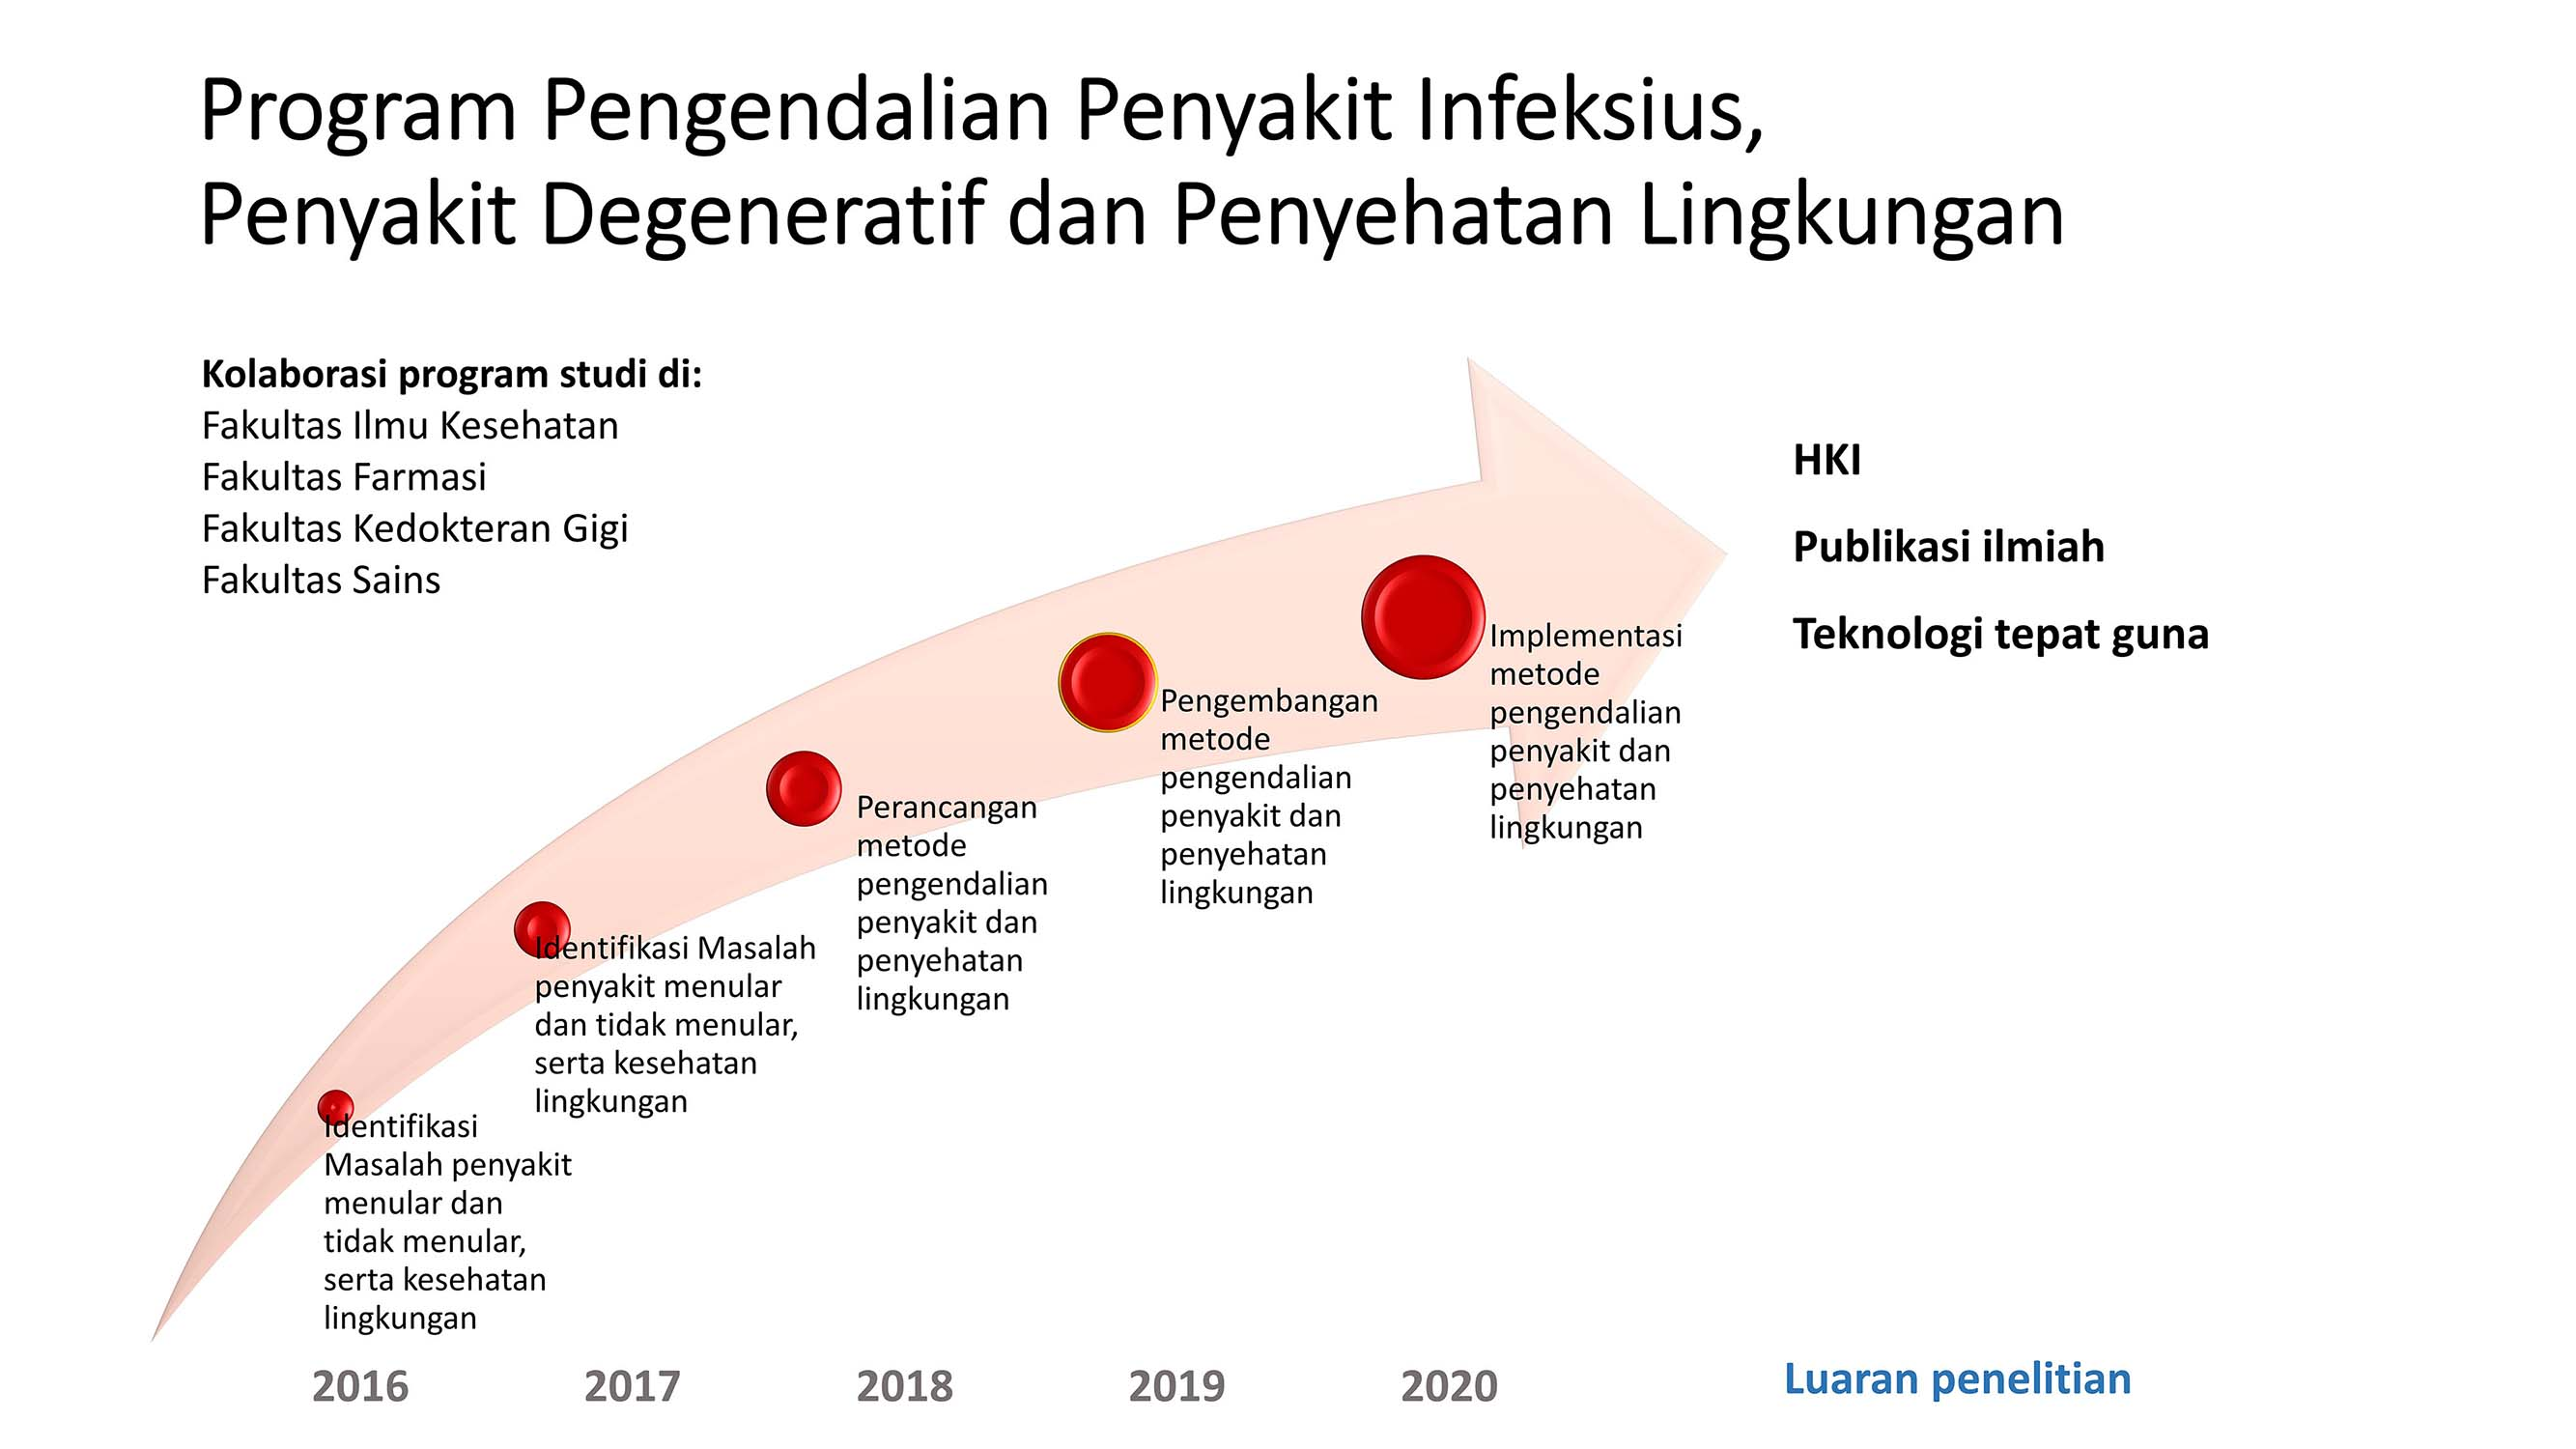 Program Pengendalian Penyakit Infeksius,
Penyakit Degeneratif dan Penyehatan Lingkungan
Kolaborasi program studi di:
Fakultas Ilmu Kesehatan
Fakultas Farmasi
Fakultas Kedokteran Gigi
Fakultas Sains
Identifikasi
Masalah penyakit
menular dan
tidak menular,
serta kesehatan
lingkungan
Identifikasi Masalah
penyakit menular
dan tidak menular,
serta kesehatan
lingkungan
Perancangan
metode
pengendalian
penyakit dan
penyehatan
lingkungan
Pengembangan
metode
pengendalian
penyakit dan
penyehatan
lingkungan
Implementasi
metode
pengendalian
penyakit dan
penyehatan
lingkungan
HKI
Publikasi ilmiah
Teknologi tepat guna
2016 2017 2018 2019 2020 Luaran penelitian